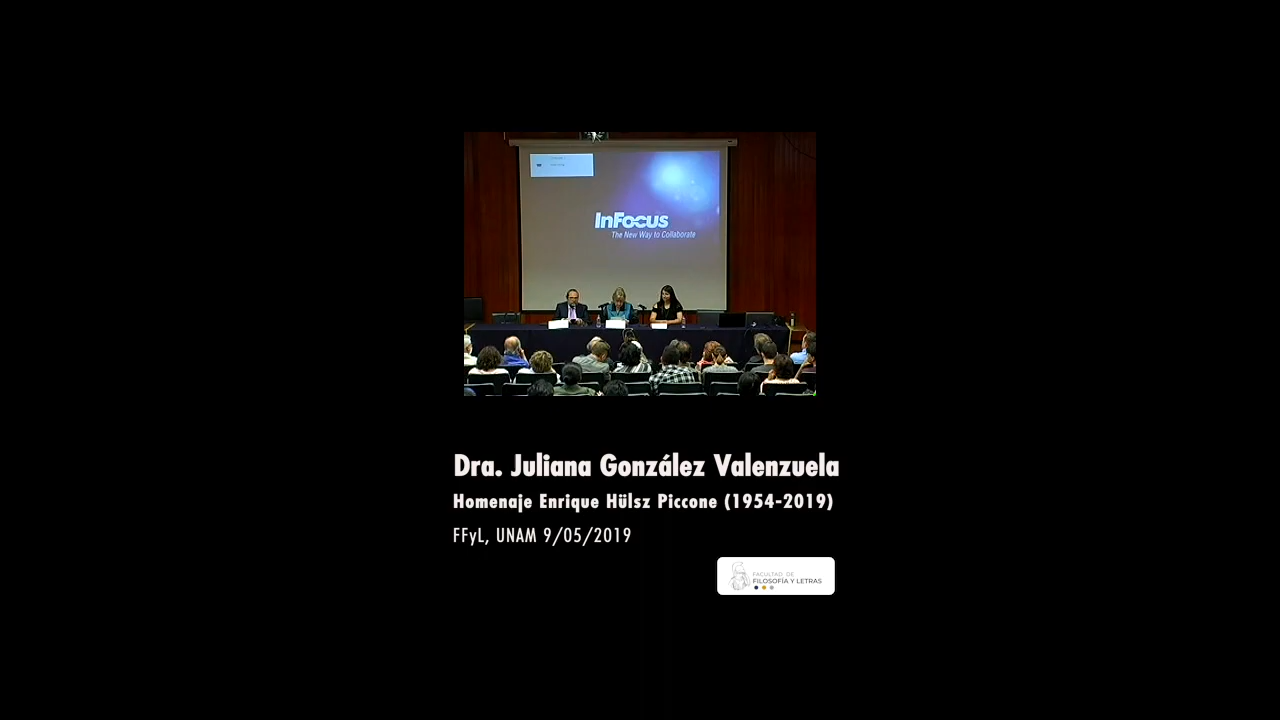 InFocus
The New Way to Collaborate
Dra. Juliana González Valenzuela
Homenaje Enrique Hülsz Piccone (1954-2019)
FFyL, UNAM 9/05/2019
FACULTAD DE
FILOSOFÍA Y LETRAS